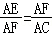 AE/AF = AF/AC